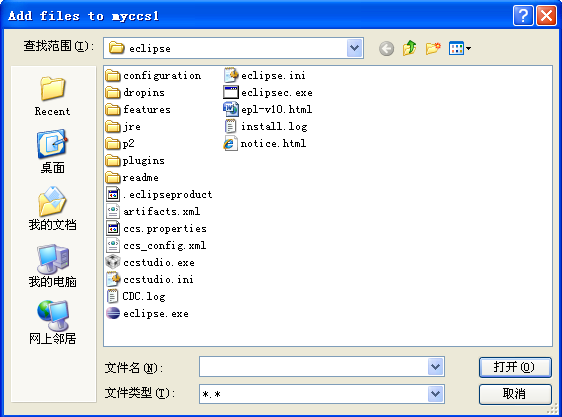 Add files to myccs1
查找范围(I):
eclipse
Recent
桌面
我的文档
我的电脑
网上邻居
configuration
dropins
features
jre
p2
plugins
readme
.eclipseproduct
artifacts.xml
ccs.properties
ccs_config.xml
ccstudio.exe
ccstudio.ini
CDC.log
eclipse.exe
eclipse.ini
eclipsec.exe
epl-v10.html
install.log
notice.html
文件名(N):
打开(O)
文件类型(T):
*.*
取消